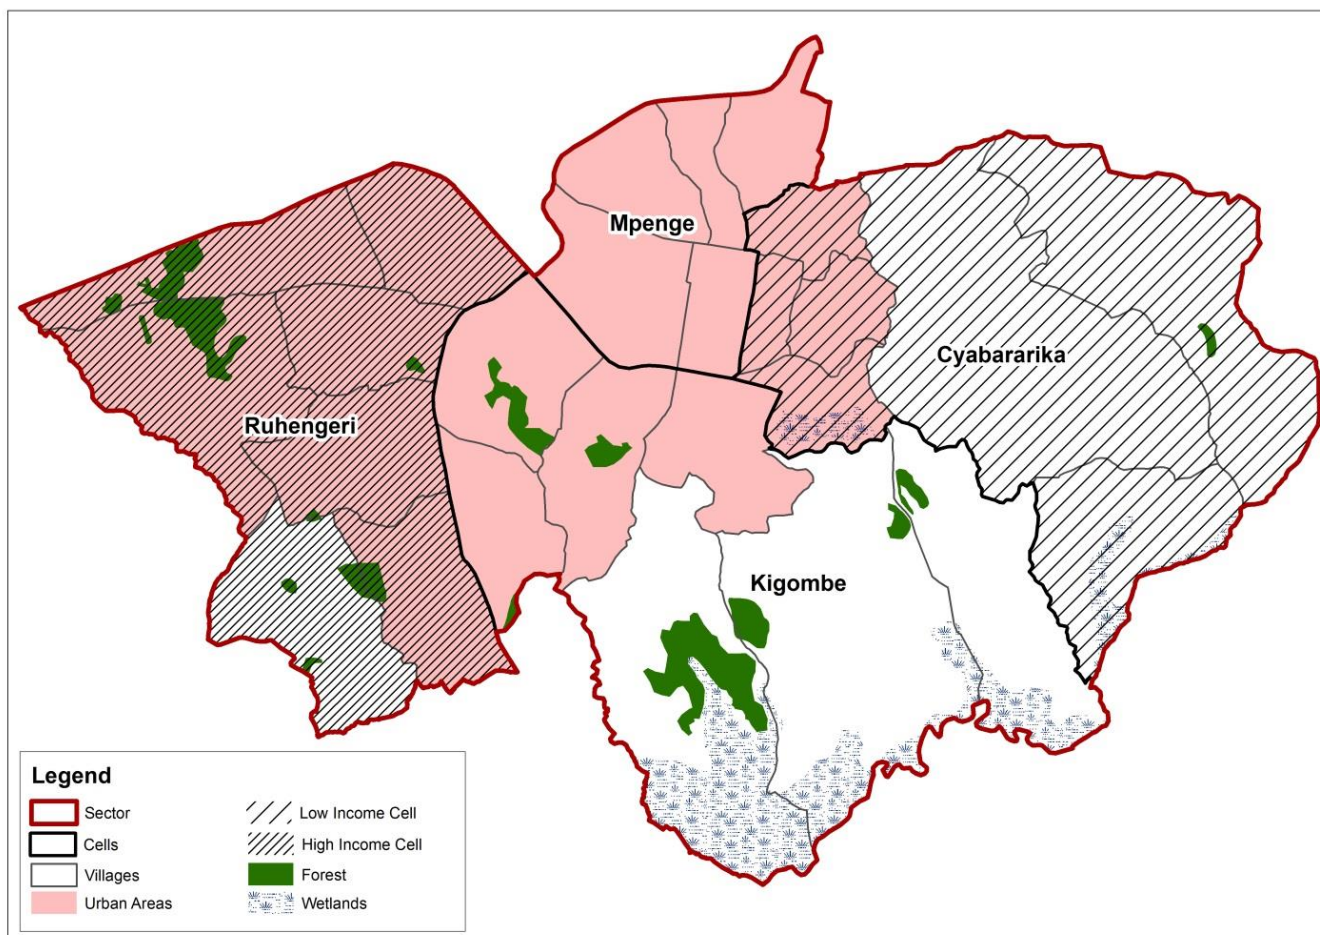 Mpenge
Cyabararika
Ruhengeri
Kigombe
Legend
Sector
Cells
Villages
Urban Areas
Low Income Cell
High Income Cell
Forest
Wetlands